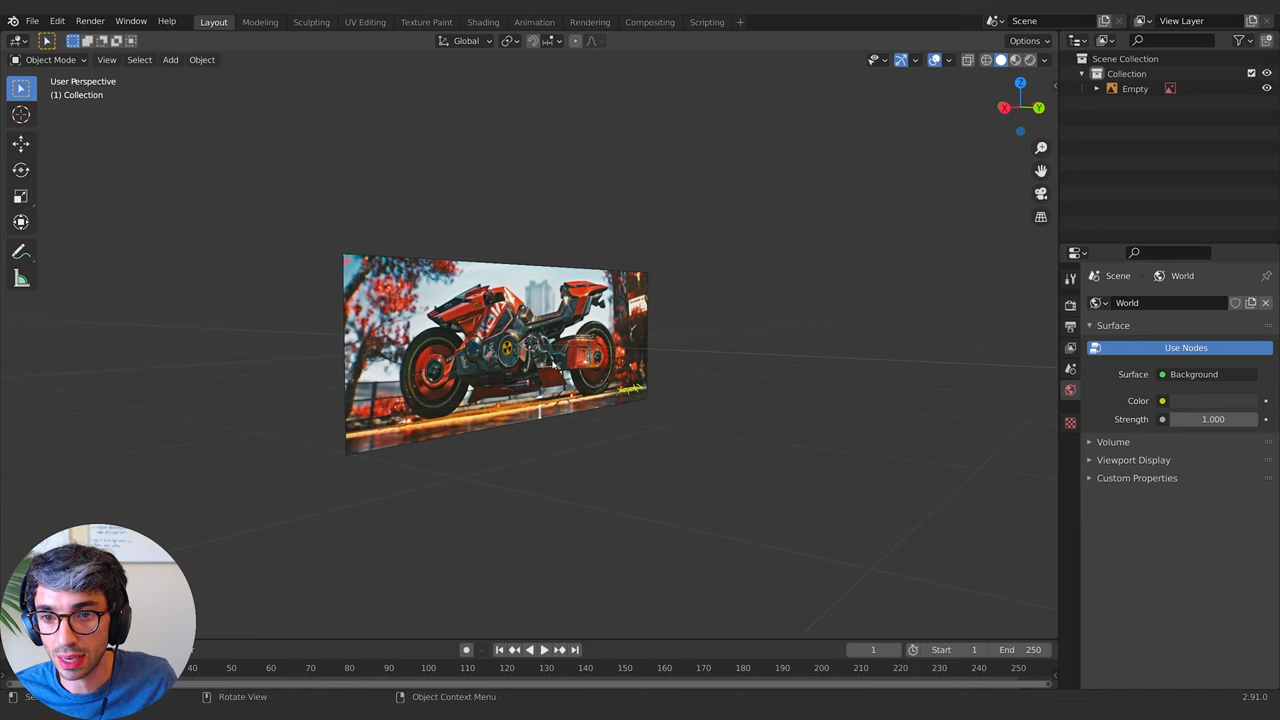 File Edit Render Window Help Layout Modeling Sculpting UV Editing Texture Paint Shading Animation Rendering Compositing Scripting + Scene View Layer
Global Options
Object Mode View Select Add Object
User Perspective
(1) Collection
Z
X Y
Scene Collection
Collection
Empty
Scene World
World
Surface
Use Nodes
Surface Background
Color
Strength 1.000
Volume
Viewport Display
Custom Properties
1 Start 1 End 250
40 50 60 70 80 90 100 110 120 130 140 150 160 170 180 190 200 210 220 230 240 250
Rotate View Object Context Menu 2.91.0